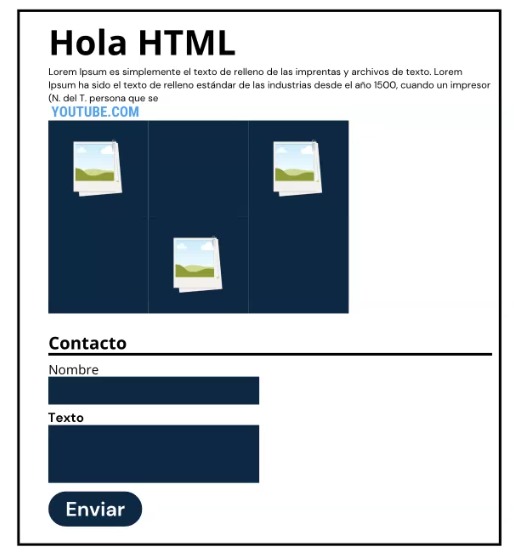 Hola HTML
Lorem Ipsum es simplemente el texto de relleno de las imprentas y archivos de texto. Lorem
Ipsum ha sido el texto de relleno estándar de las industrias desde el año 1500, cuando un impresor
(N. del T. persona que se
YOUTUBE.COM
Contacto
Nombre
Texto
Enviar